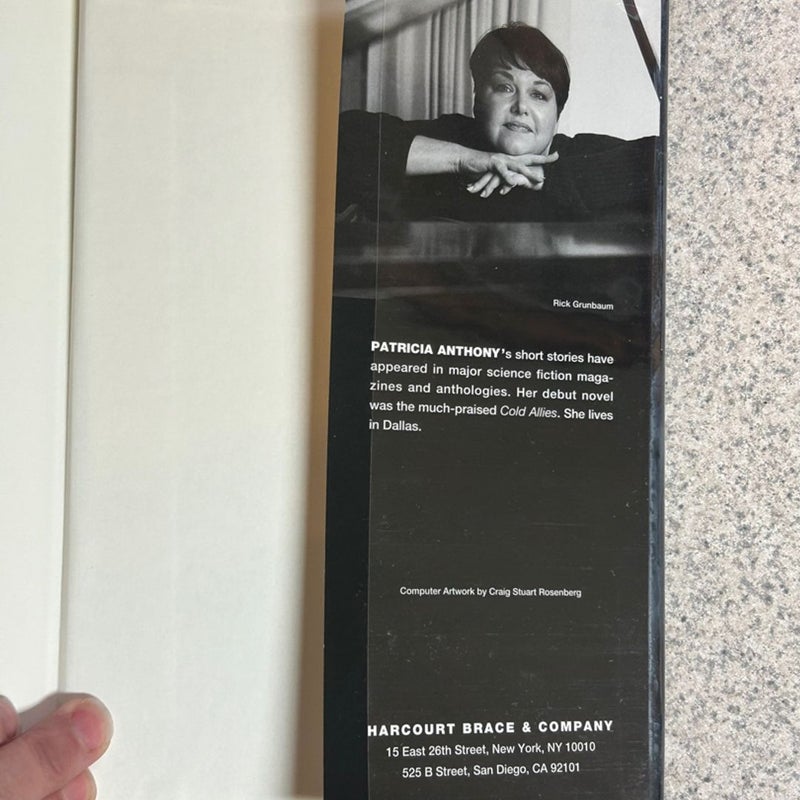 Rick Grunbaum
PATRICIA ANTHONY's short stories have
appeared in major science fiction maga-
zines and anthologies. Her debut novel
was the much-praised Cold Allies. She lives
in Dallas.
Computer Artwork by Craig Stuart Rosenberg
HARCOURT BRACE & COMPANY
15 East 26th Street, New York, NY 10010
525 B Street, San Diego, CA 92101